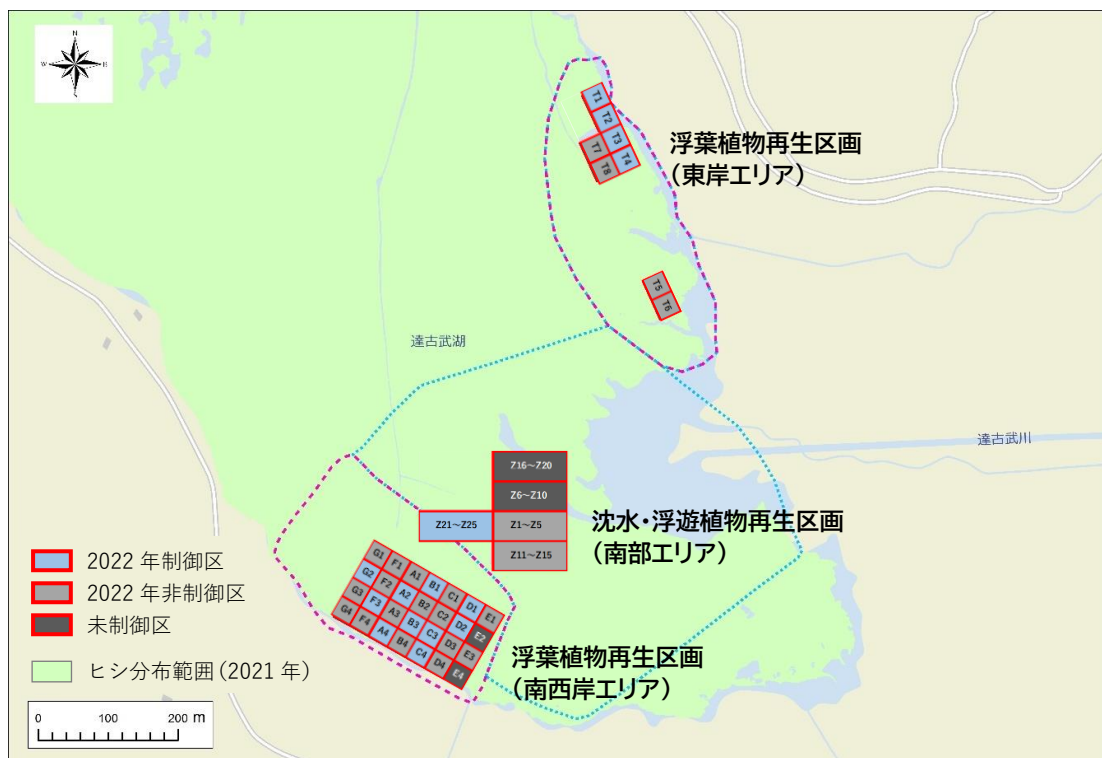 N
W
E
S
T1
T2
T3
T7
T4
T8
浮葉植物再生区画
(東岸エリア)
T5
T6
達古武湖
達古武川
Z16~Z20
Z6~Z10
Z21~Z25
Z1~Z5
Z11~Z15
沈水・浮遊植物再生区画
(南部エリア)
G1 F1 A1 B1 C1 D1 E1
G2 F2 A2 B2 C2 D2 E2
G3 F3 A3 B3 C3 D3 E3
G4 F4 A4 B4 C4 D4 E4
浮葉植物再生区画
(南西岸エリア)
2022 年制御区
2022 年非制御区
未制御区
ヒシ分布範囲(2021 年)
0 100 200 m